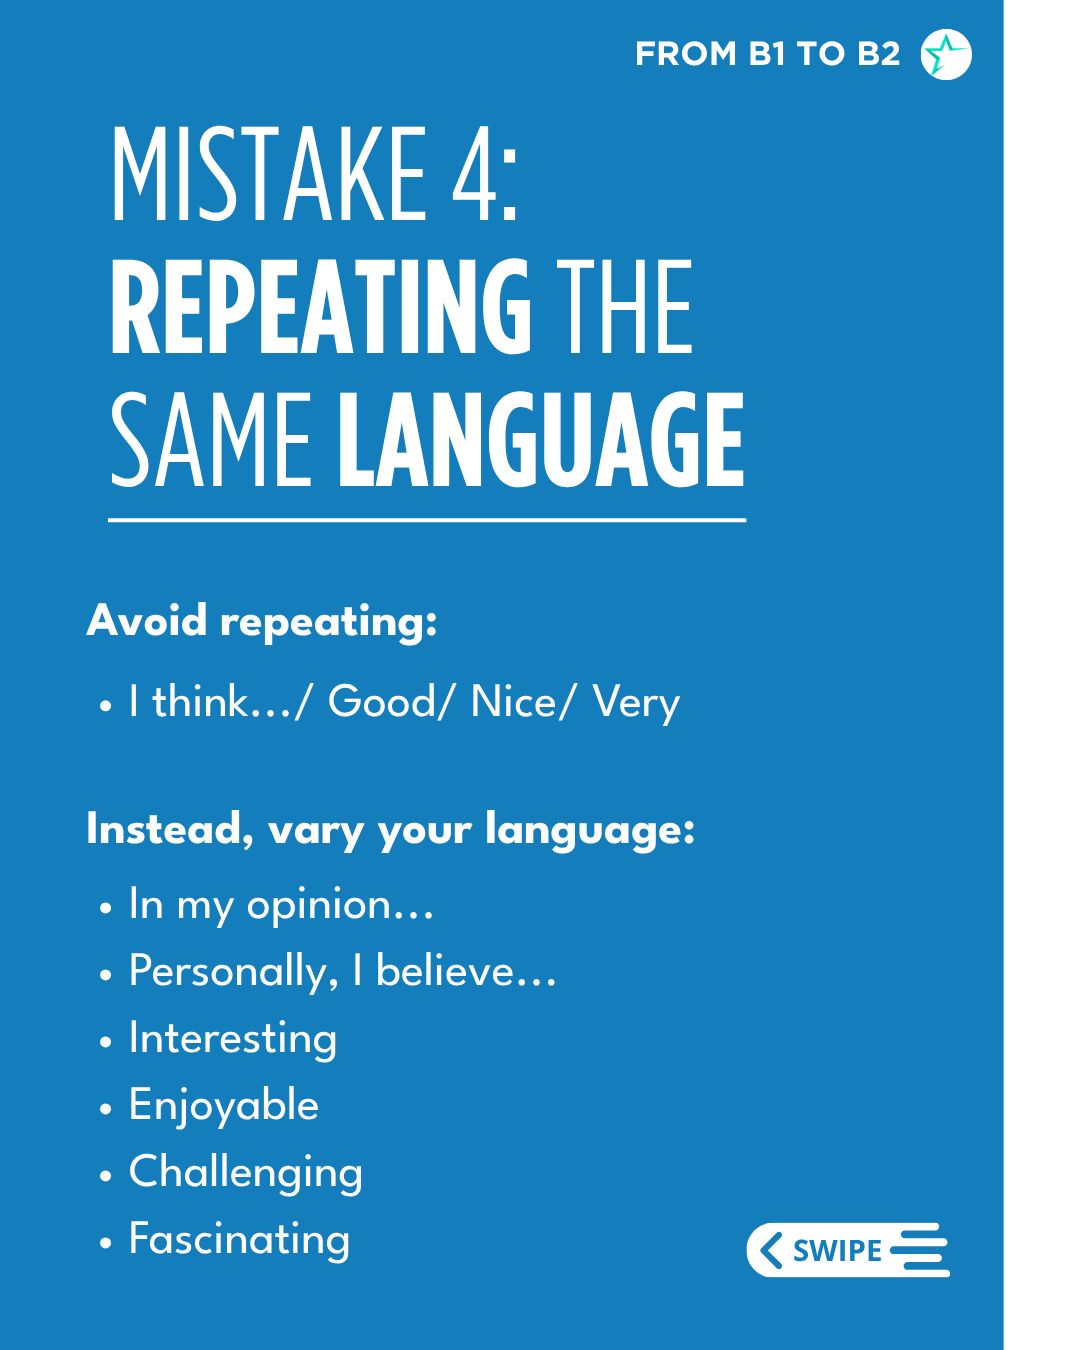 FROM B1 TO B2
MISTAKE 4:
REPEATING THE
SAME LANGUAGE
Avoid repeating:
• I think.../ Good/ Nice/ Very
Instead, vary your language:
• In my opinion...
• Personally, I believe...
• Interesting
• Enjoyable
• Challenging
• Fascinating
SWIPE